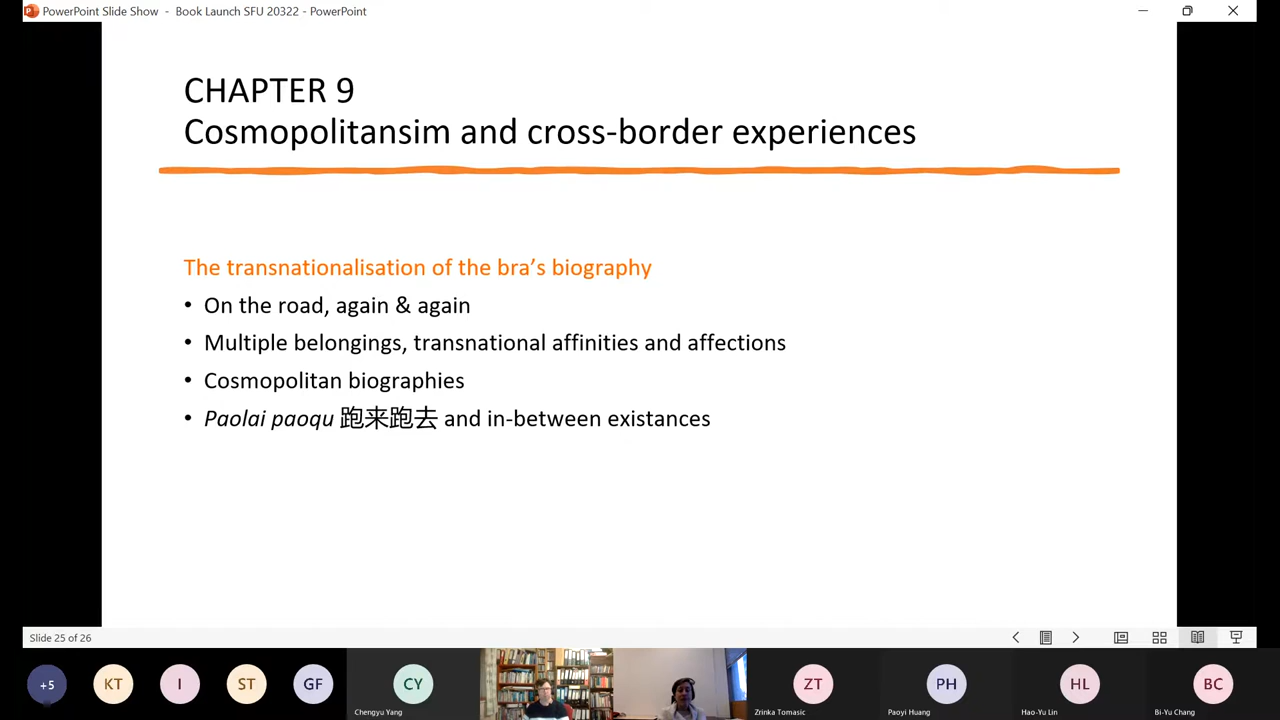 PowerPoint Slide Show - Book Launch SFU 20322 - PowerPoint
CHAPTER 9
Cosmopolitansim and cross-border experiences
The transnationalisation of the bra's biography
• On the road, again & again
• Multiple belongings, transnational affinities and affections
• Cosmopolitan biographies
• Paolai paoqu 跑来跑去 and in-between existances
Slide 25 of 26
+5 KT I ST GF CY ZT PH HL BC
Chengyu Yang Zrinka Tomasic Paoyi Huang Hao-Yu Lin Bi-Yu Chang